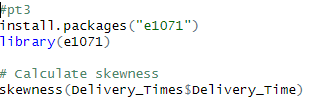 #pt3
install.packages("e1071")
library(e1071)
# Calculate skewness
skewness(Delivery_Times$Delivery_Time)